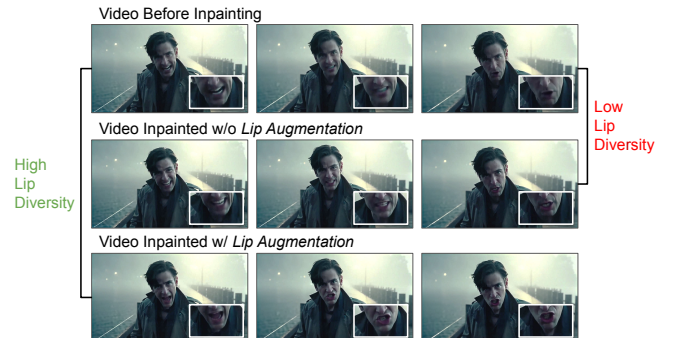 Video Before Inpainting
Video Inpainted w/o Lip Augmentation
Video Inpainted w/ Lip Augmentation
High
Lip
Diversity
Low
Lip
Diversity